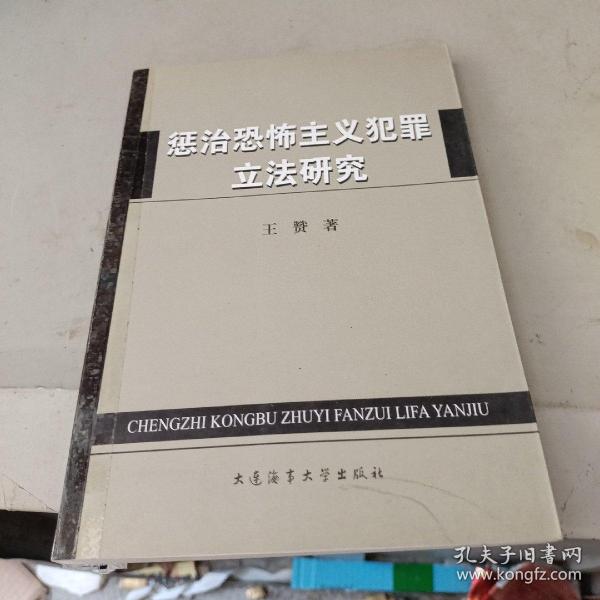 惩治恐怖主义犯罪
立法研究
王赞 著
CHENGZHI KONGBU ZHUYI FANZUI LIFA YANJIU
大连海事大学出版社
孔夫子旧书网
www.kongfz.com